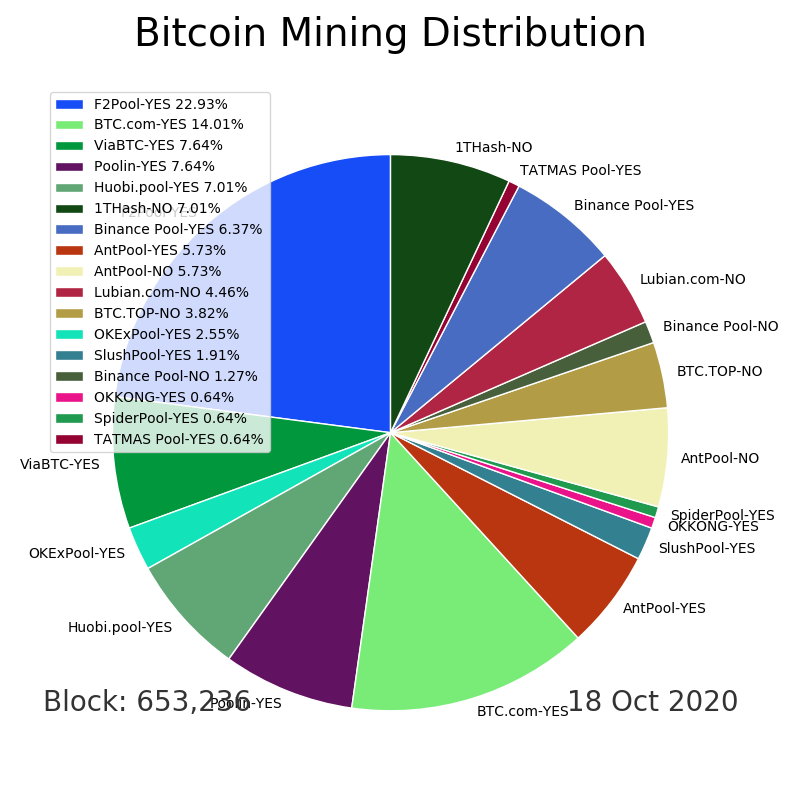 Bitcoin Mining Distribution
F2Pool-YES 22.93%
BTC.com-YES 14.01%
ViaBTC-YES 7.64%
Poolin-YES 7.64%
Huobi.pool-YES 7.01%
1THash-NO 7.01%
Binance Pool-YES 6.37%
AntPool-YES 5.73%
AntPool-NO 5.73%
Lubian.com-NO 4.46%
BTC.TOP-NO 3.82%
OKExPool-YES 2.55%
SlushPool-YES 1.91%
Binance Pool-NO 1.27%
OKKONG-YES 0.64%
SpiderPool-YES 0.64%
TATMAS Pool-YES 0.64%
1THash-NO
TATMAS Pool-YES
Binance Pool-YES
Lubian.com-NO
Binance Pool-NO
BTC.TOP-NO
AntPool-NO
SpiderPool-YES
OKKONG-YES
SlushPool-YES
AntPool-YES
BTC.com-YES
Poolin-YES
Huobi.pool-YES
OKExPool-YES
ViaBTC-YES
F2Pool-YES
Block: 653,236
18 Oct 2020